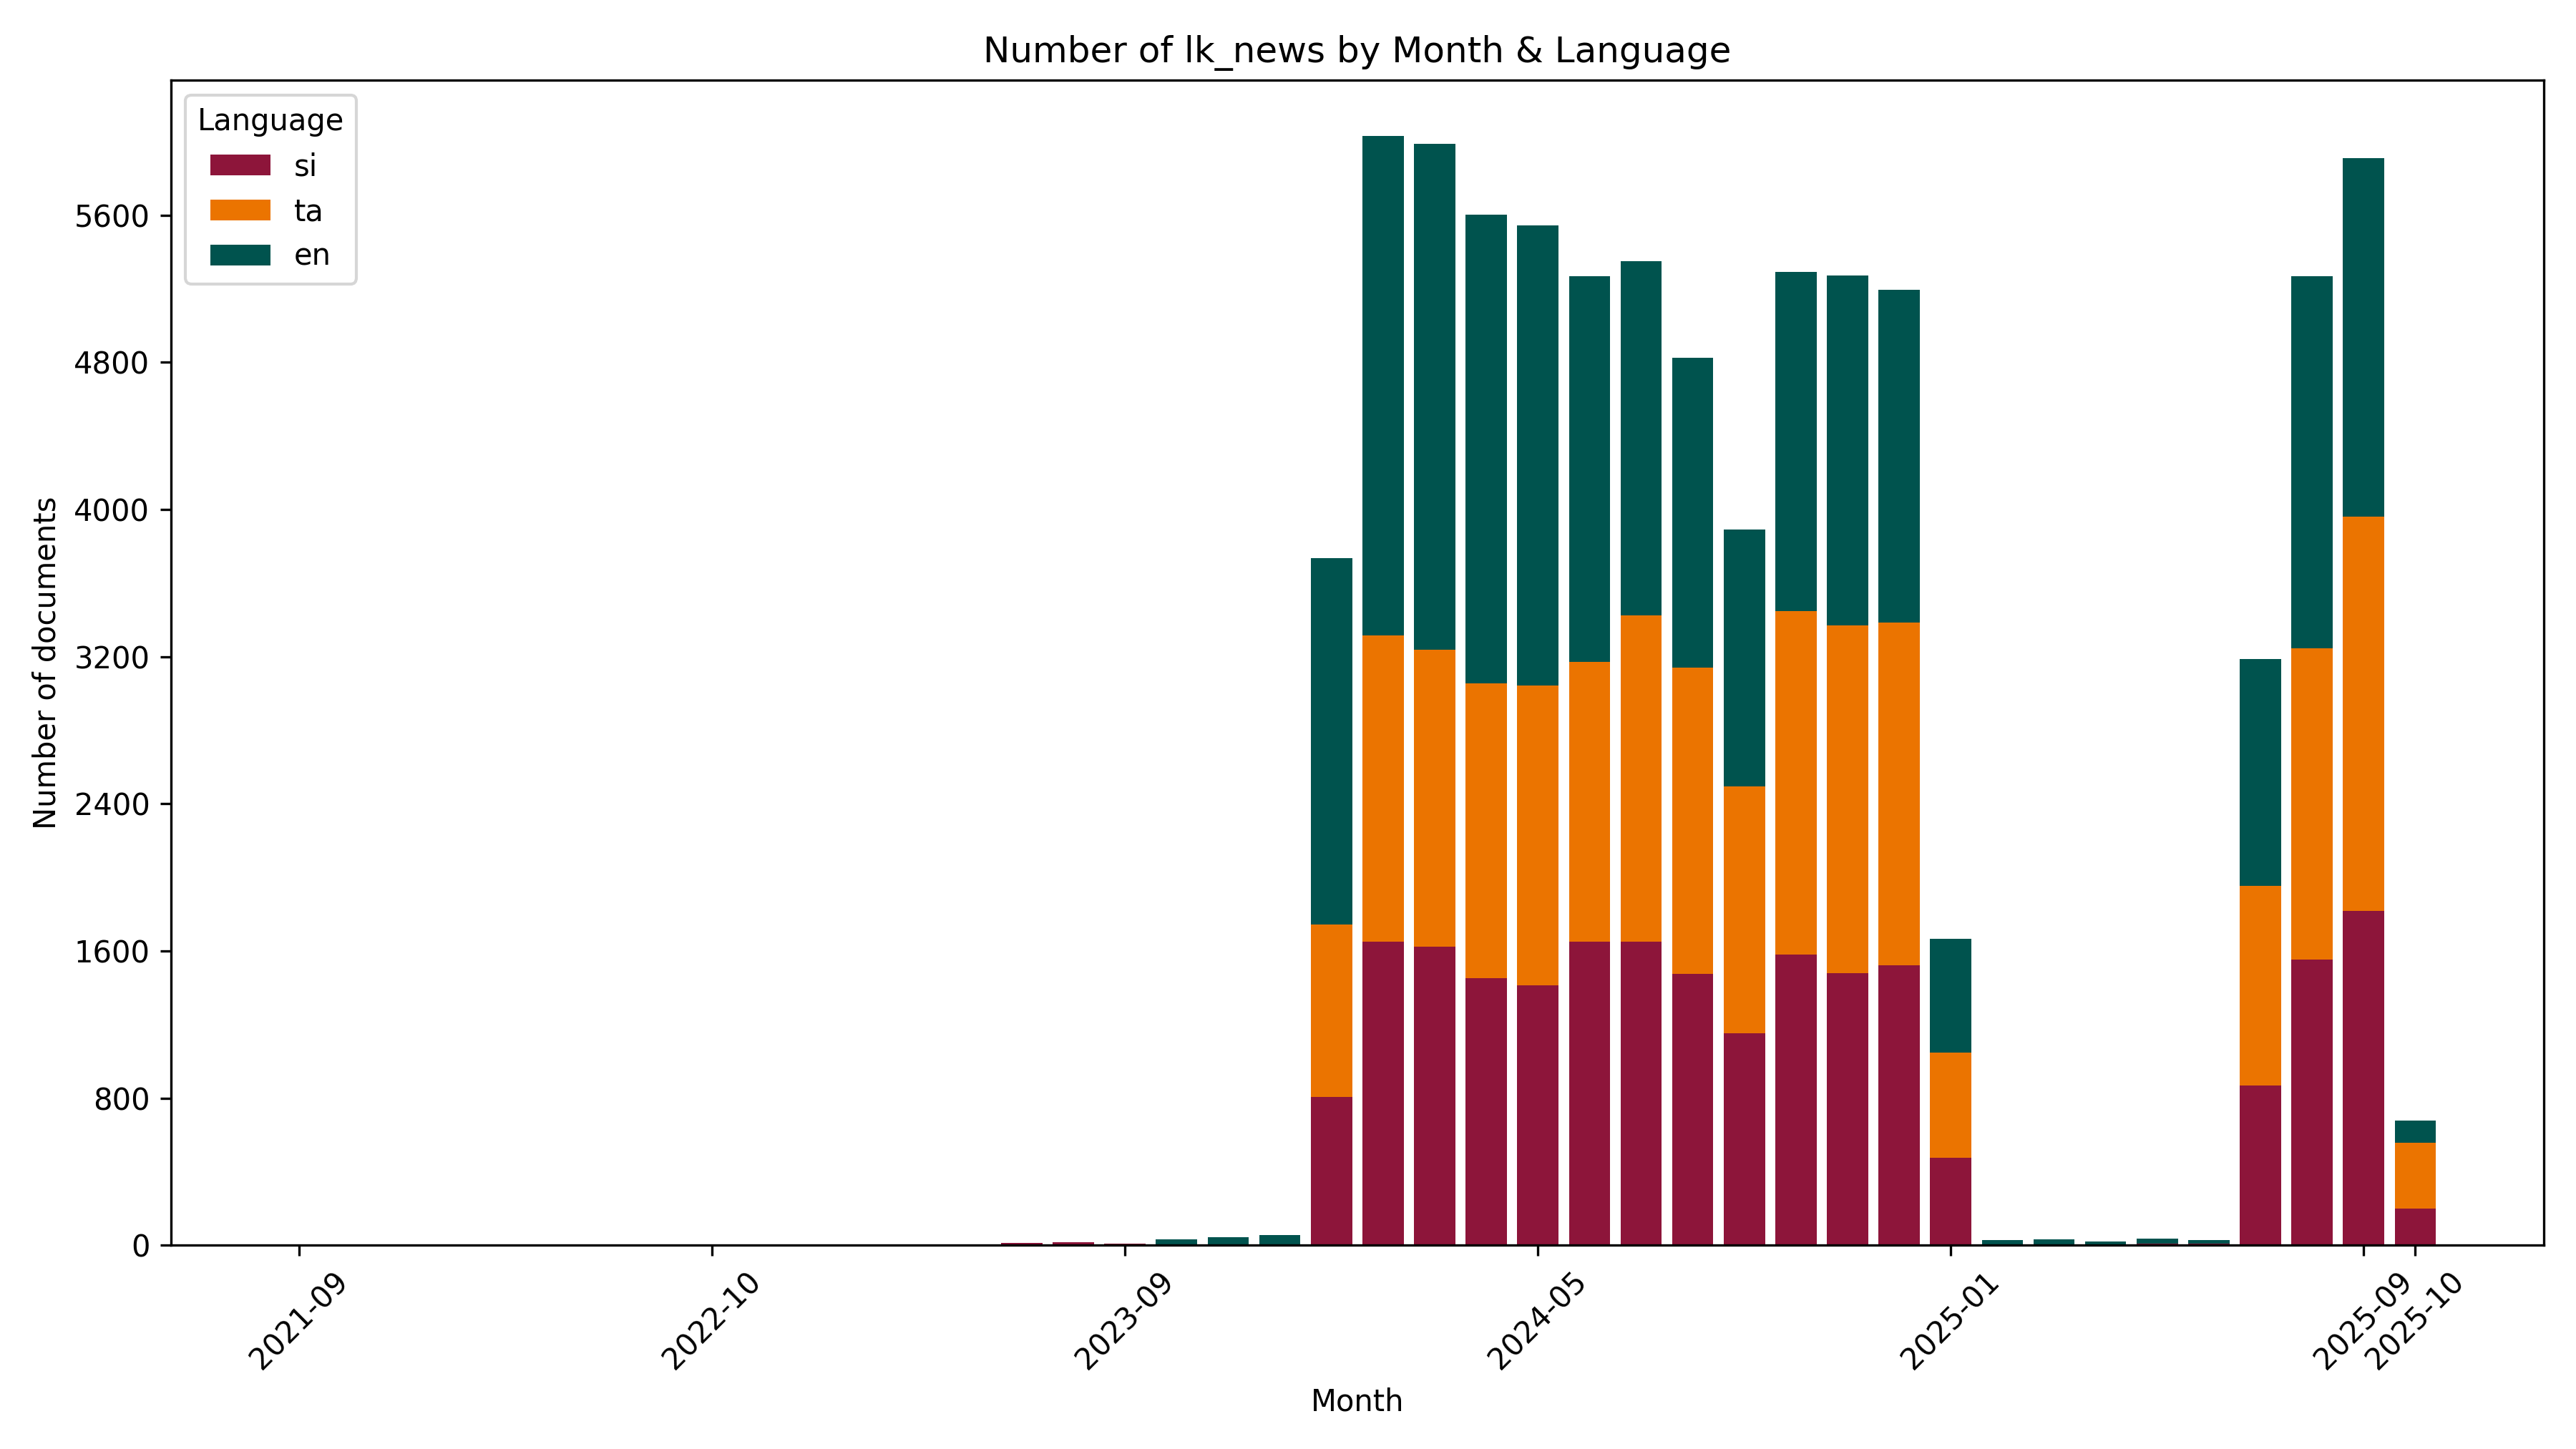 Number of lk_news by Month & Language
Language
si
ta
en
Number of documents
5600
4800
4000
3200
2400
1600
800
0
2021-09
2022-10
2023-09
2024-05
2025-01
2025-09
2025-10
Month